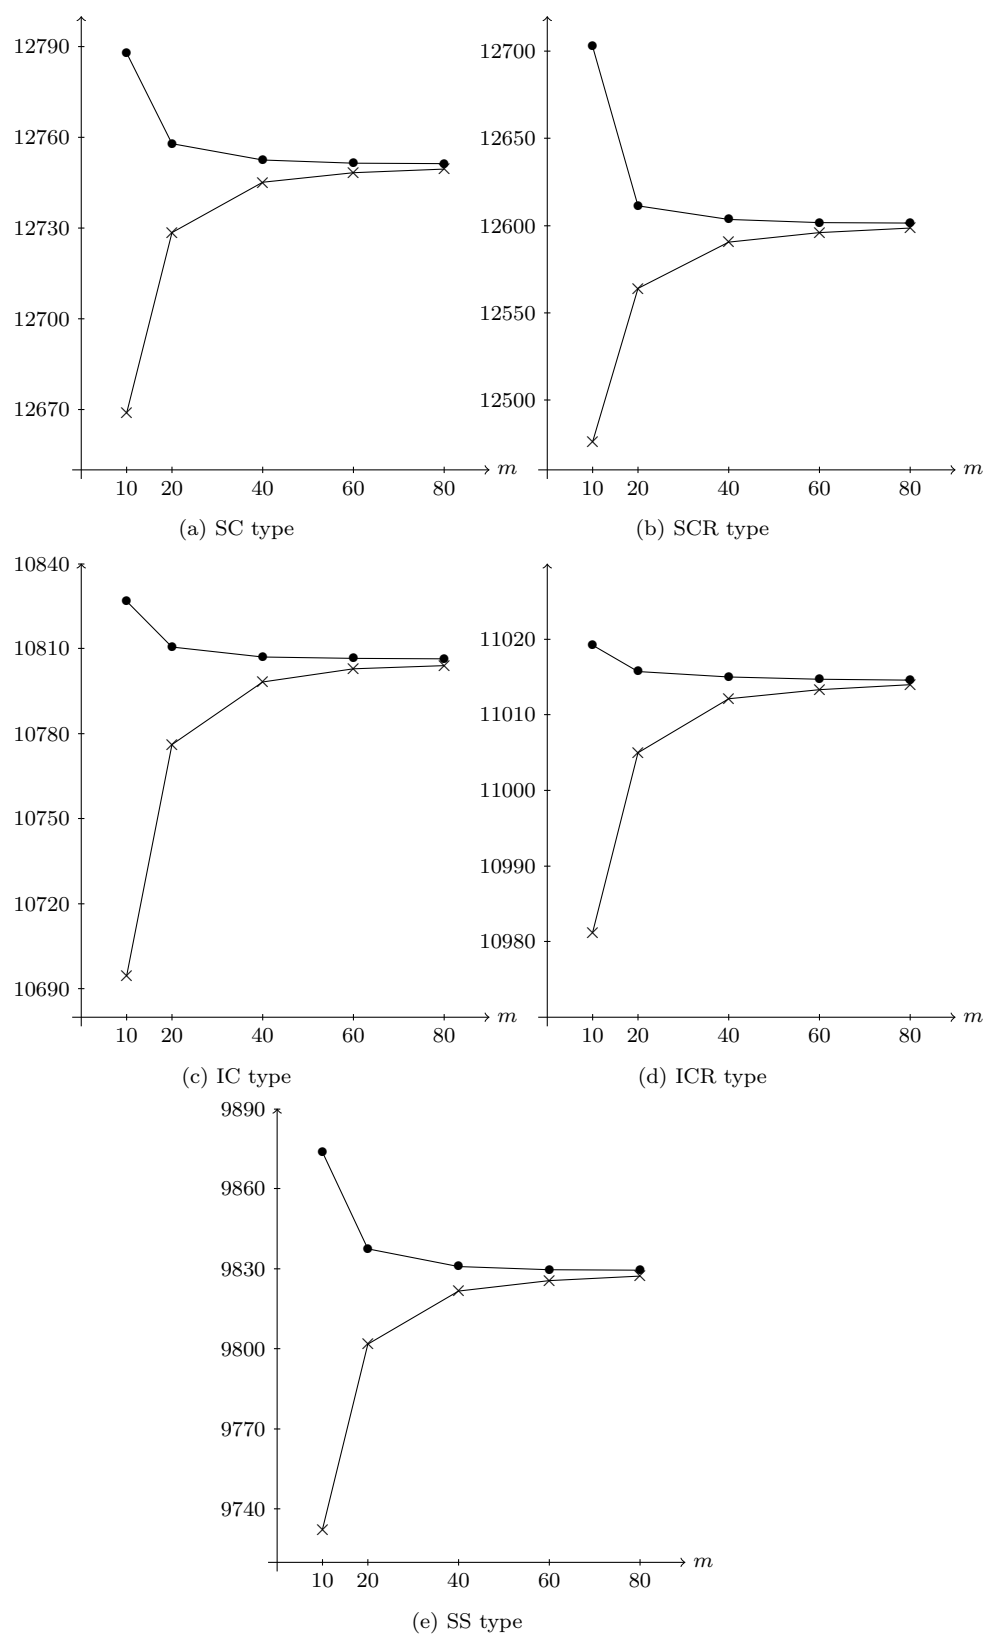 12790
12760
12730
12700
12670
10 20 40 60 80 m
(a) SC type
12700
12650
12600
12550
12500
10 20 40 60 80 m
(b) SCR type
10840
10810
10780
10750
10720
10690
10 20 40 60 80 m
(c) IC type
11020
11010
11000
10990
10980
10 20 40 60 80 m
(d) ICR type
9890
9860
9830
9800
9770
9740
10 20 40 60 80 m
(e) SS type